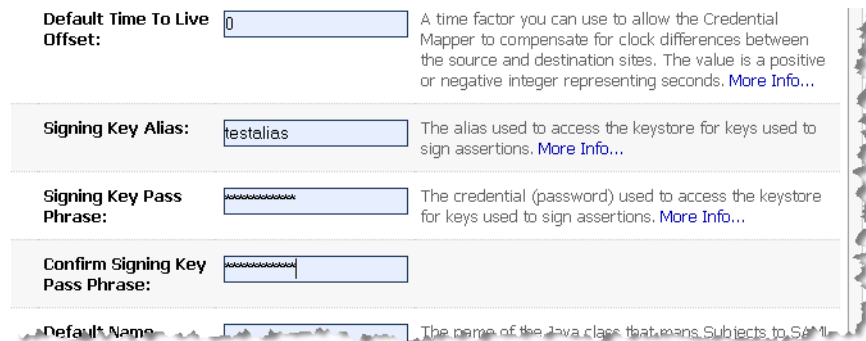 Default Time To Live
Offset:
0
A time factor you can use to allow the Credential
Mapper to compensate for clock differences between
the source and destination sites. The value is a positive
or negative integer representing seconds. More Info...
Signing Key Alias:
testalias
The alias used to access the keystore for keys used to
sign assertions. More Info...
Signing Key Pass
Phrase:
************
The credential (password) used to access the keystore
for keys used to sign assertions. More Info...
Confirm Signing Key
Pass Phrase:
************
Default Name
The name of the Java class that maps Subjects to SAML